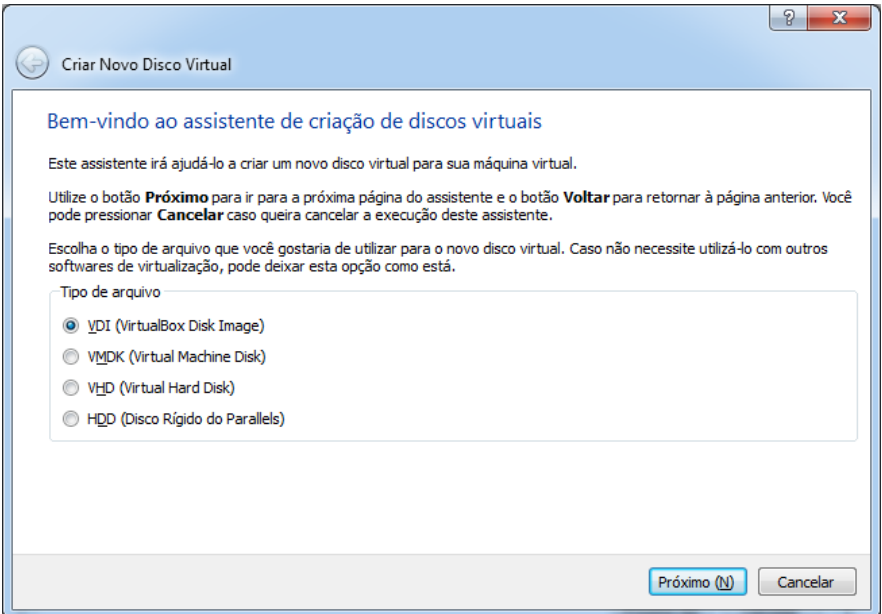 Criar Novo Disco Virtual
Bem-vindo ao assistente de criação de discos virtuais
Este assistente irá ajudá-lo a criar um novo disco virtual para sua máquina virtual.
Utilize o botão Próximo para ir para a próxima página do assistente e o botão Voltar para retornar à página anterior. Você
pode pressionar Cancelar caso queira cancelar a execução deste assistente.
Escolha o tipo de arquivo que você gostaria de utilizar para o novo disco virtual. Caso não necessite utilizá-lo com outros
softwares de virtualização, pode deixar esta opção como está.
Tipo de arquivo
VDI (VirtualBox Disk Image)
VMDK (Virtual Machine Disk)
VHD (Virtual Hard Disk)
HDD (Disco Rígido do Parallels)
Próximo (N) Cancelar